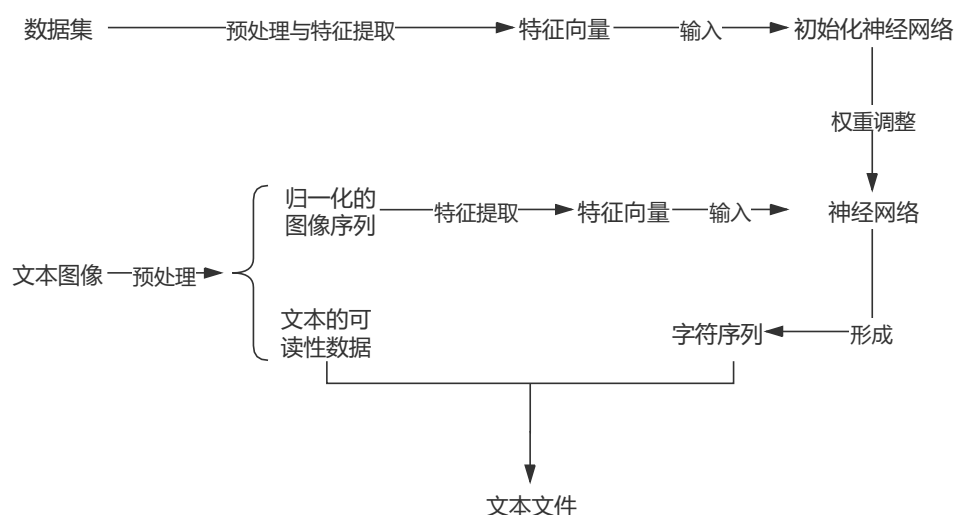 数据集 预处理与特征提取 特征向量 输入 初始化神经网络
权重调整
归一化的
图像序列
特征提取 特征向量 输入 神经网络
文本图像 预处理
文本的可
读性数据
字符序列 形成
文本文件